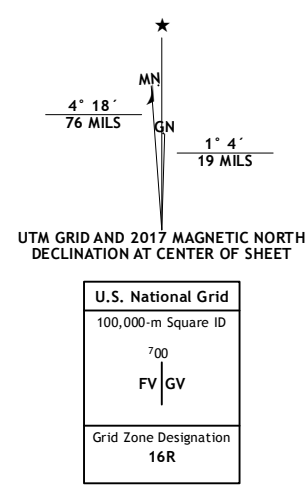 ★
MN
GN
4° 18´
76 MILS
1° 4´
19 MILS
UTM GRID AND 2017 MAGNETIC NORTH
DECLINATION AT CENTER OF SHEET
U.S. National Grid
100,000-m Square ID
⁷00
FV GV
Grid Zone Designation
16R